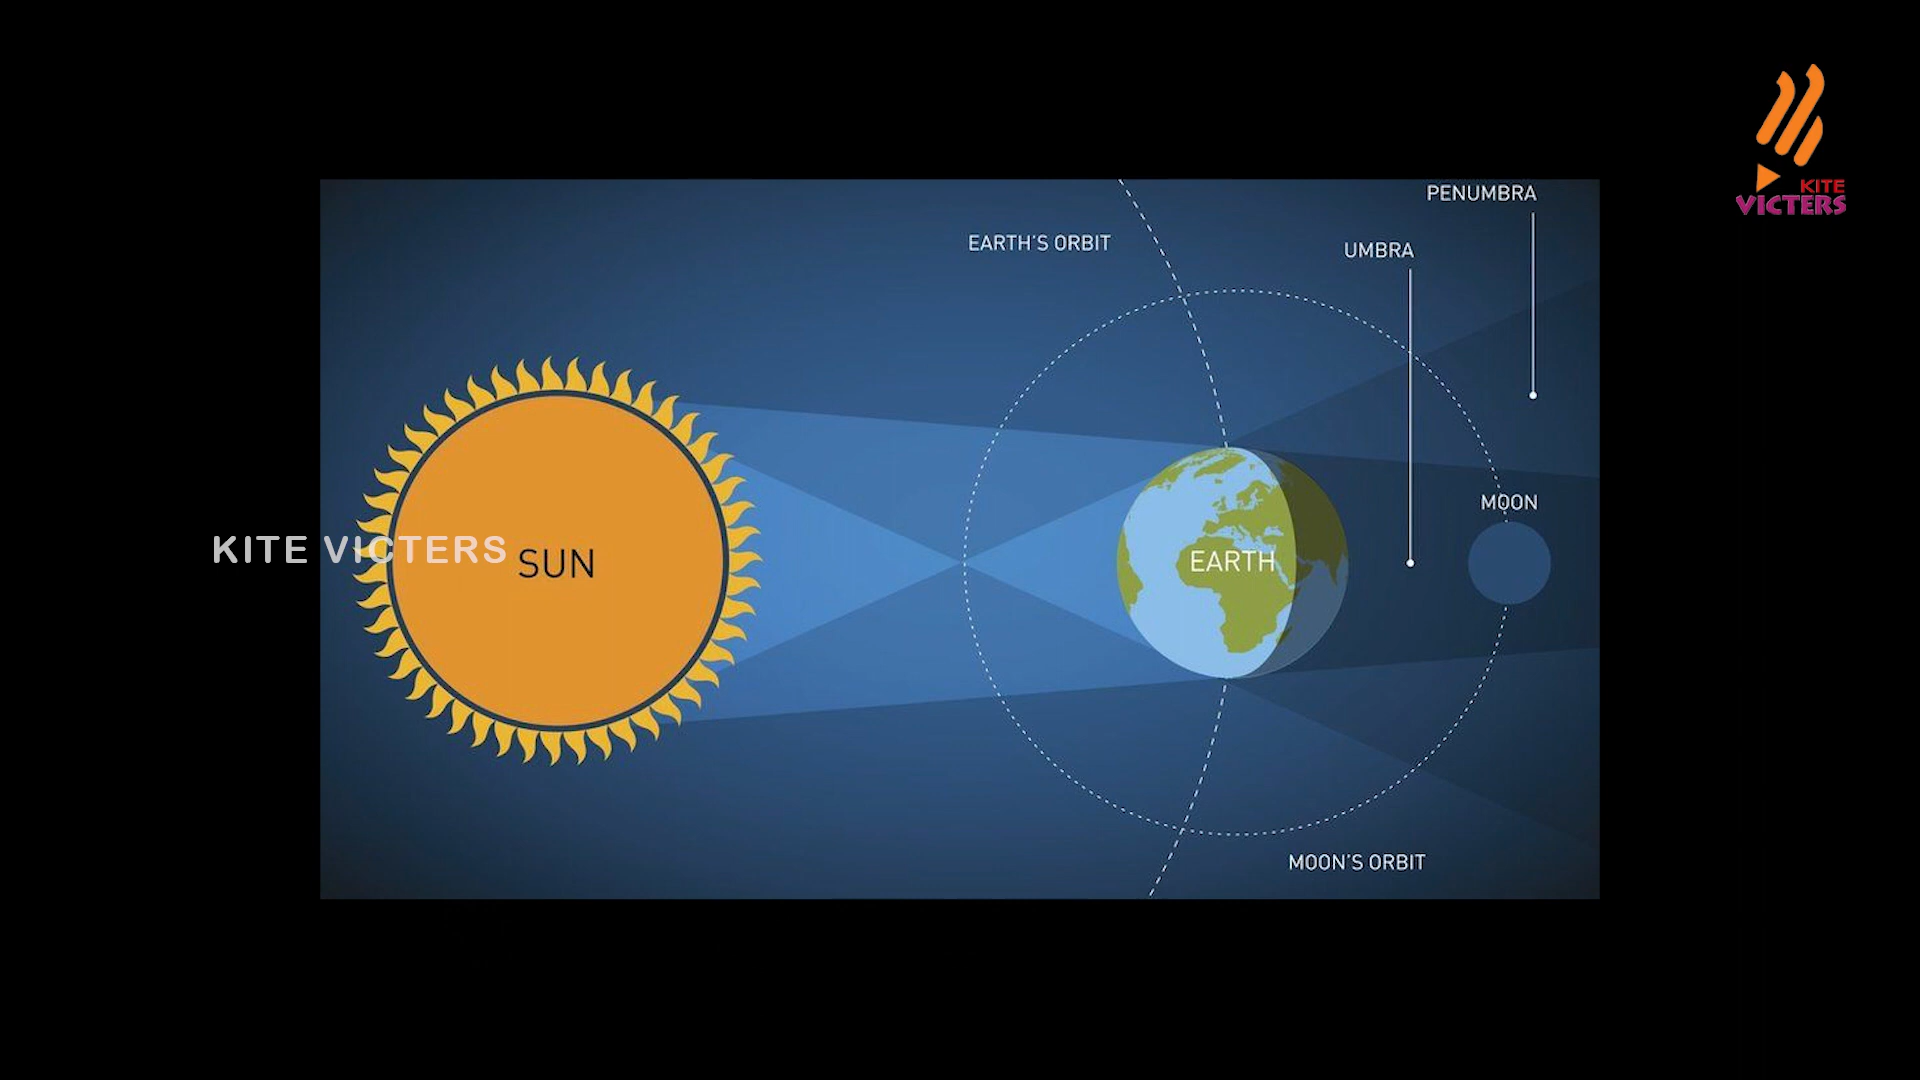 PENUMBRA
EARTH'S ORBIT
UMBRA
KITE
VICTERS
MOON
KITE VICTERS
SUN
EARTH
MOON'S ORBIT